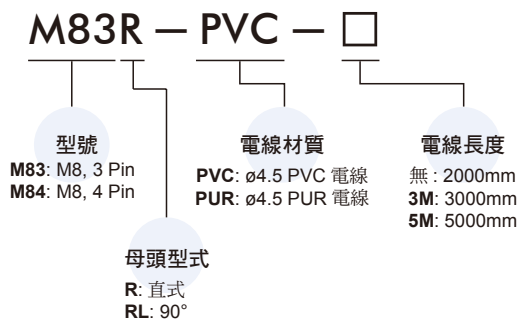 M83R — PVC — □
型號
M83: M8, 3 Pin
M84: M8, 4 Pin
母頭型式
R: 直式
RL: 90°
電線材質
PVC: ø4.5 PVC 電線
PUR: ø4.5 PUR 電線
電線長度
無 : 2000mm
3M: 3000mm
5M: 5000mm